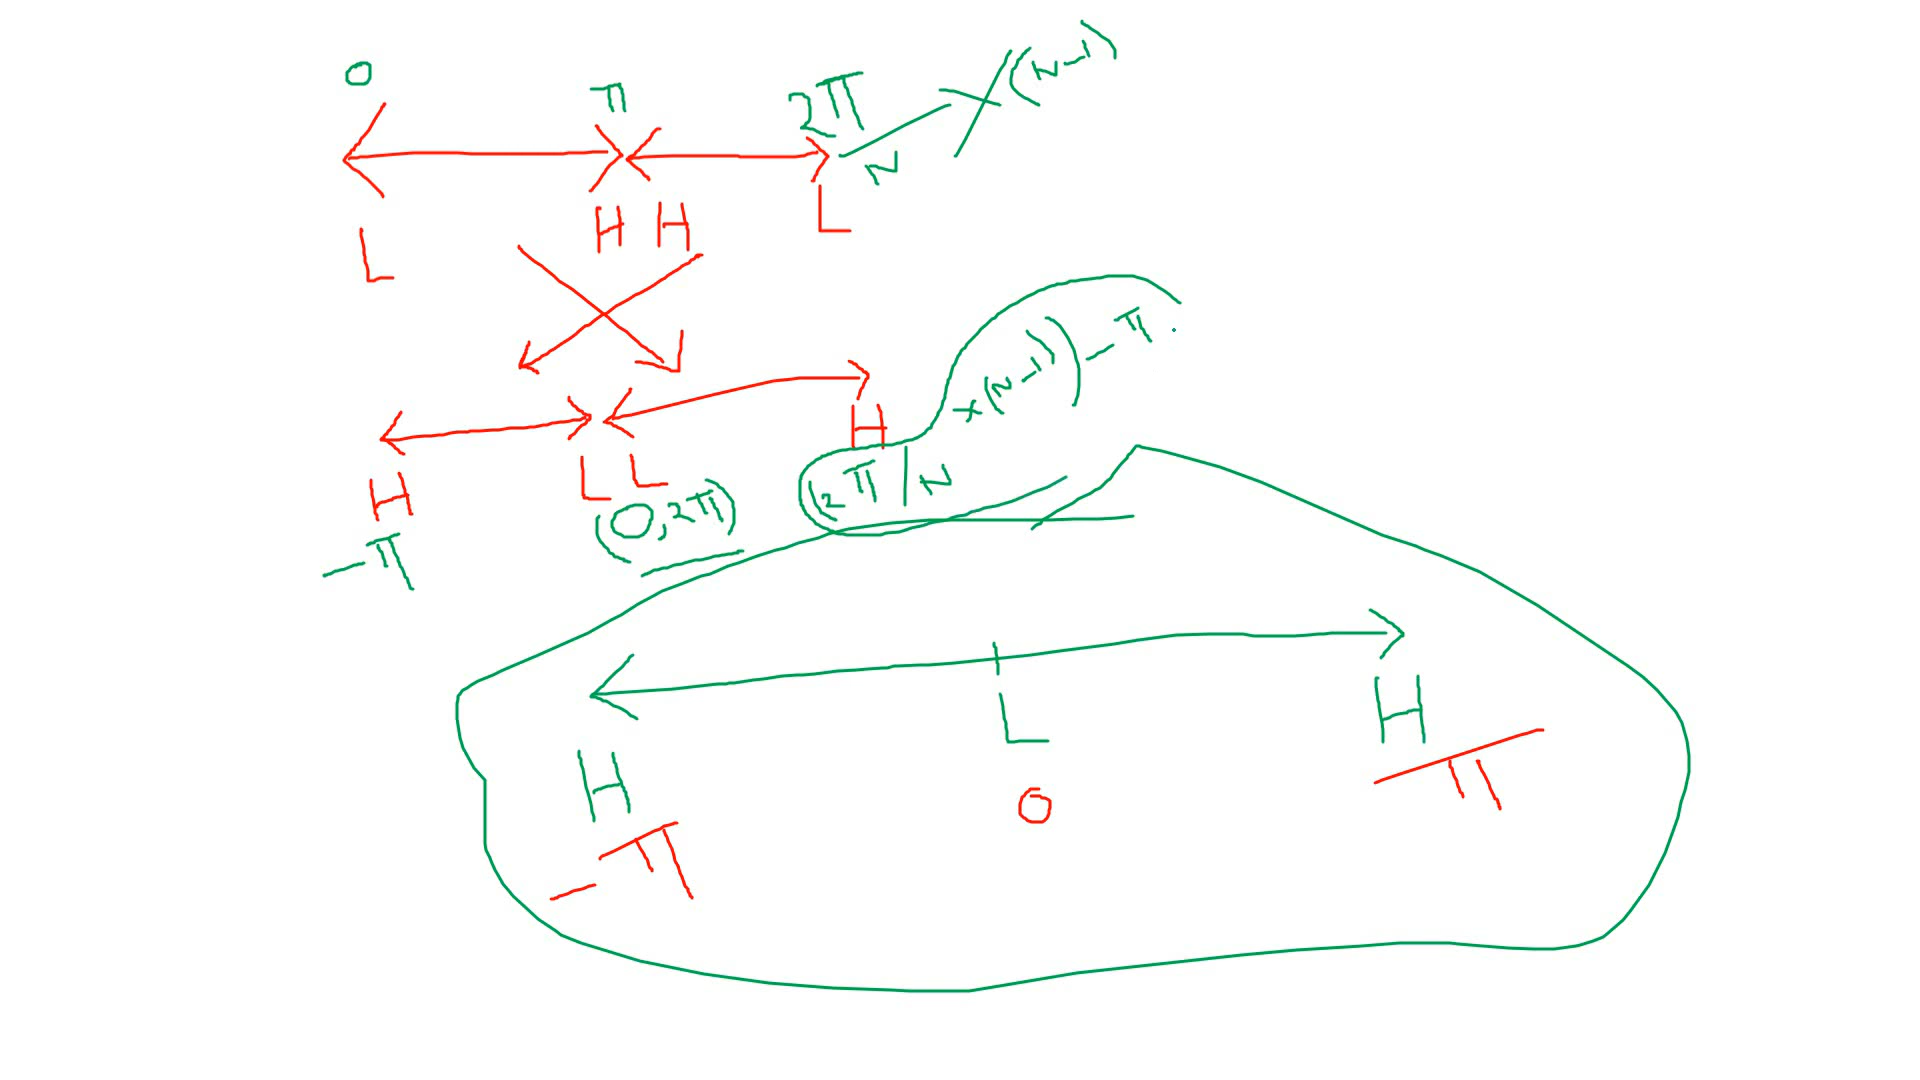 0 π 2π/N × (N-1)
L H H L
H L L H
-π (0, 2π) (2π/N × (N-1)) - π.
H L H
-π 0 π